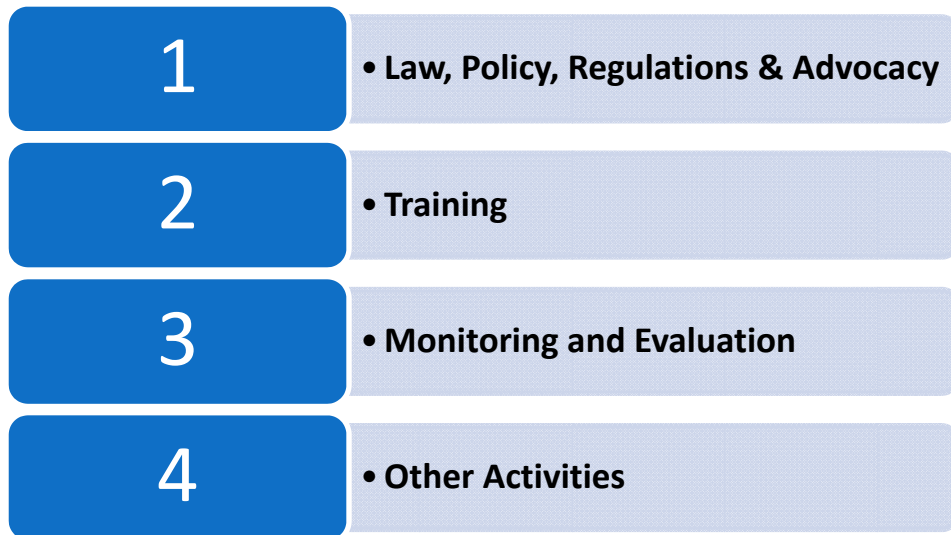 1
• Law, Policy, Regulations & Advocacy
2
• Training
3
• Monitoring and Evaluation
4
• Other Activities